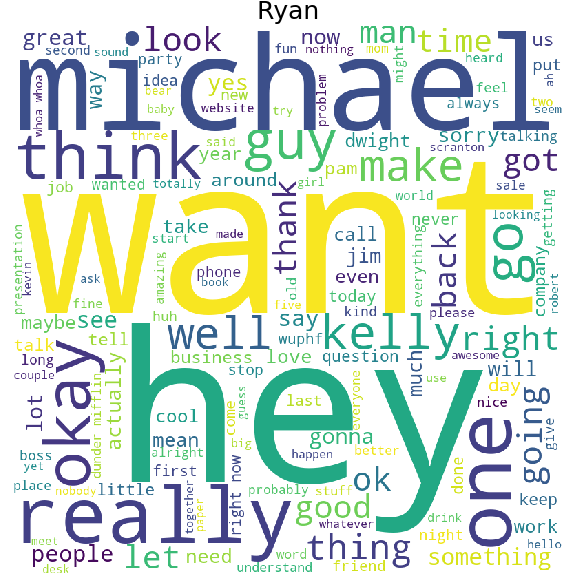 Ryan
great
second
sound
party
look
now
fun
nothing
mom
man
might
time
heard
us
put
ah
whoa whoa
michael
way
idea
bear
baby
yes
new
website
try
problem
feel
always
two
seem
think
three
said
year
guy
dwight
sorry
talking
scranton
make
got
pam
job
wanted
totally
around
girl
thank
world
sale
never
looking
want
go
presentation
kevin
take
start
made
call
jim
even
back
everything
company
getting
robert
phone
book
ask
amazing
fine
huh
five
old
today
kind
please
maybe
see
well
say
wuphf
kelly
right
talk
tell
long
couple
actually
business
love
question
stop
much
awesome
will
day
use
okay
lot
hey
cool
mean
alright
first
come
guess
big
last
gonna
happen
everyone
better
ok
nice
one
going
give
boss
yet
place
dunder mifflin
nobody
little
really
together
paper
right now
probably
stuff
good
whatever
done
drink
keep
work
hello
night
something
meet
people
desk
let
need
word
understand
thing
friend